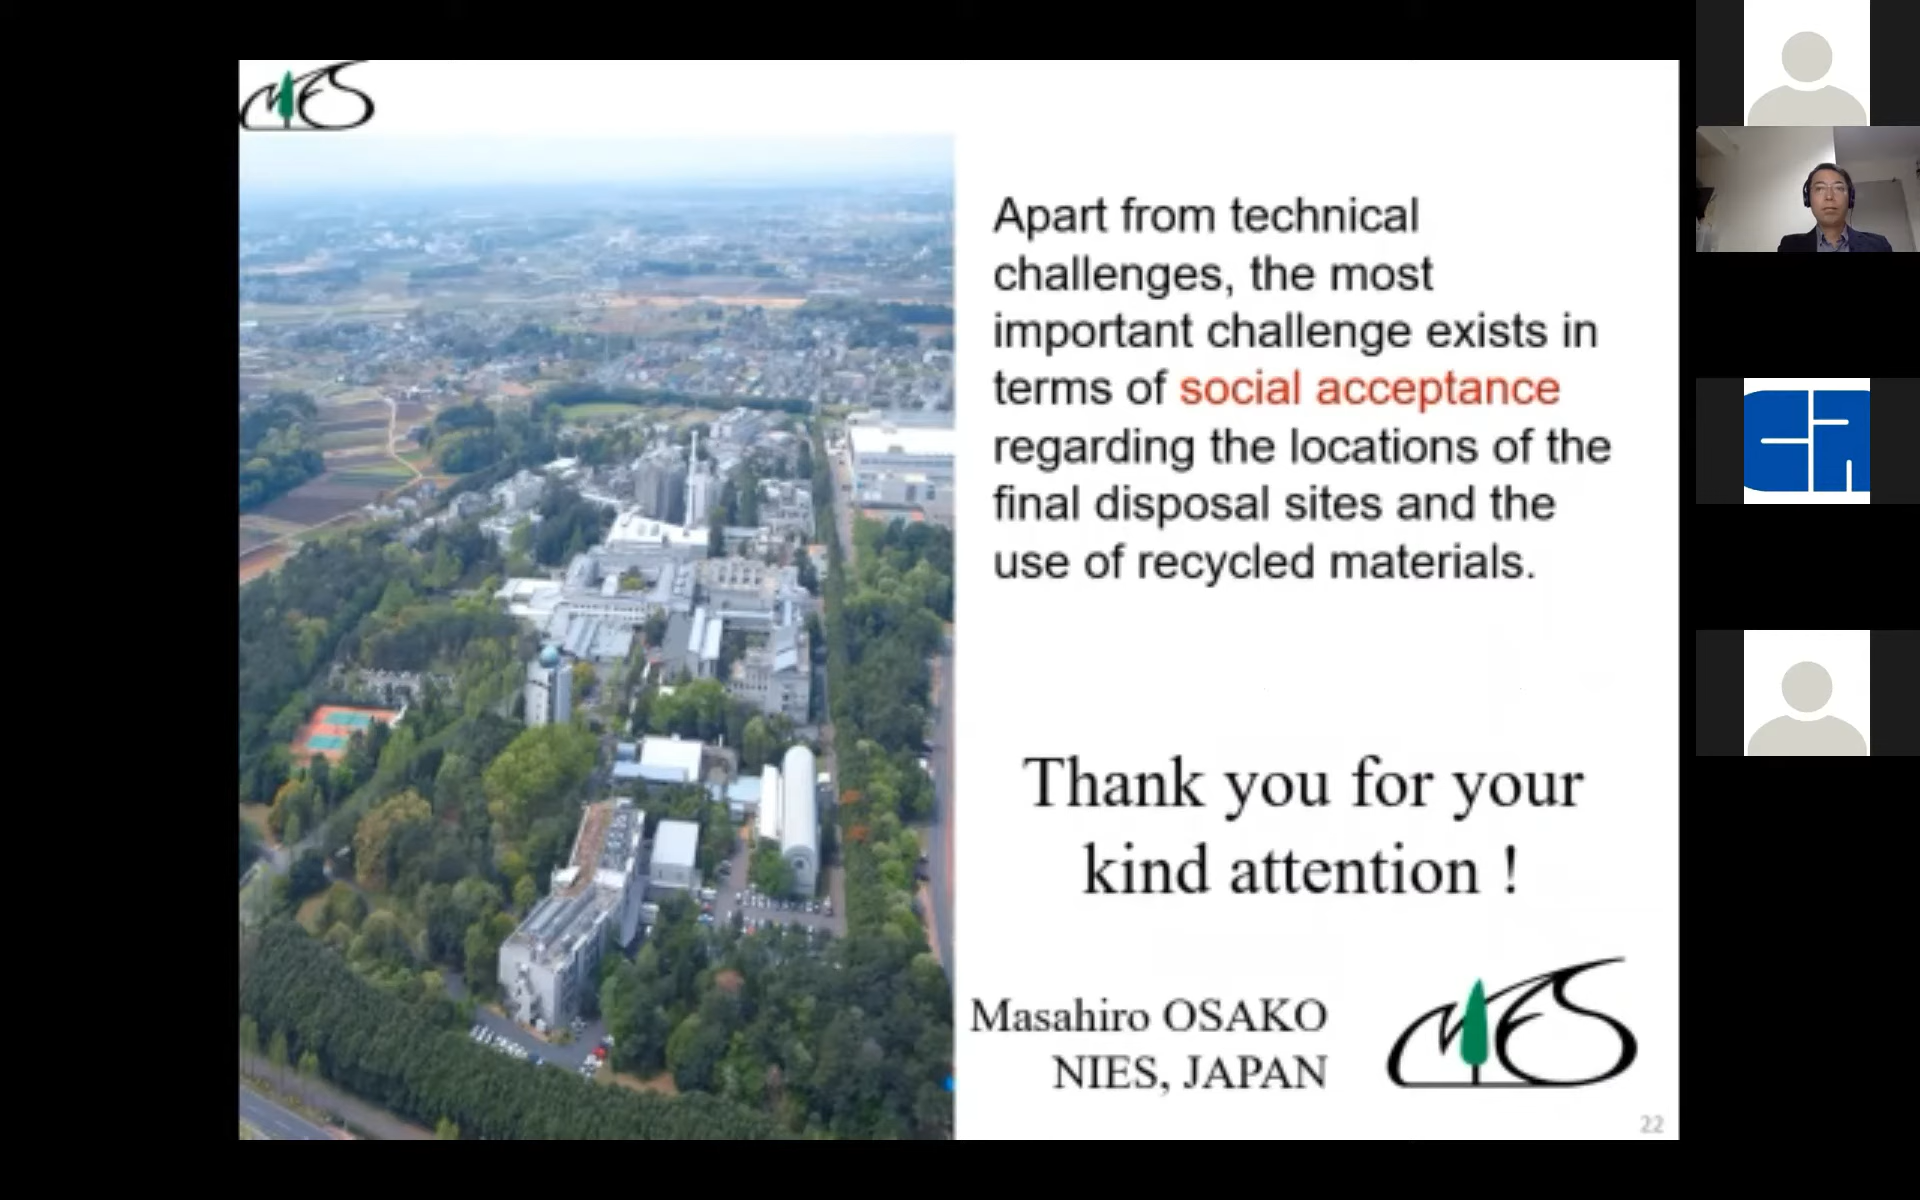 NIES
Apart from technical
challenges, the most
important challenge exists in
terms of social acceptance
regarding the locations of the
final disposal sites and the
use of recycled materials.
Thank you for your
kind attention !
Masahiro OSAKO
NIES, JAPAN
NIES
22